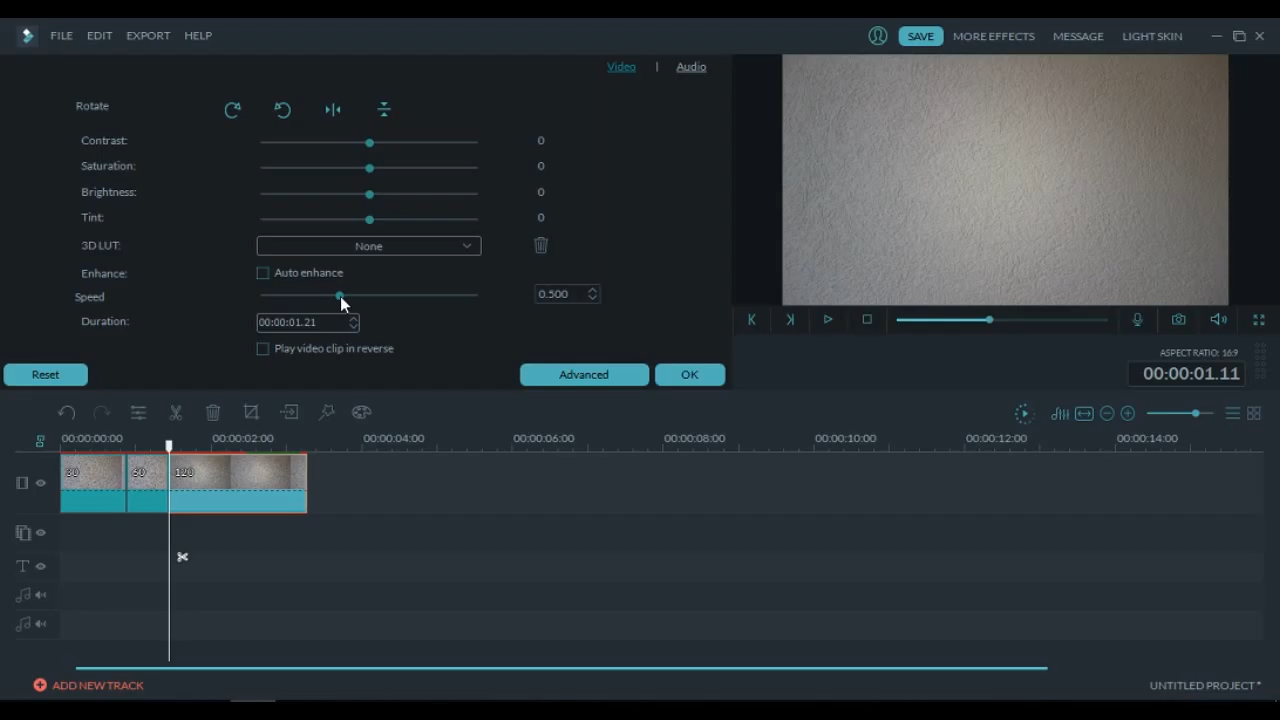 FILE EDIT EXPORT HELP SAVE MORE EFFECTS MESSAGE LIGHT SKIN
Video | Audio
Rotate
Contrast: 0
Saturation: 0
Brightness: 0
Tint: 0
3D LUT: None
Enhance: Auto enhance
Speed 0.500
Duration: 00:00:01.21
Play video clip in reverse
Reset Advanced OK
ASPECT RATIO: 16:9
00:00:01.11
00:00:00:00 00:00:02:00 00:00:04:00 00:00:06:00 00:00:08:00 00:00:10:00 00:00:12:00 00:00:14:00
120
ADD NEW TRACK UNTITLED PROJECT *